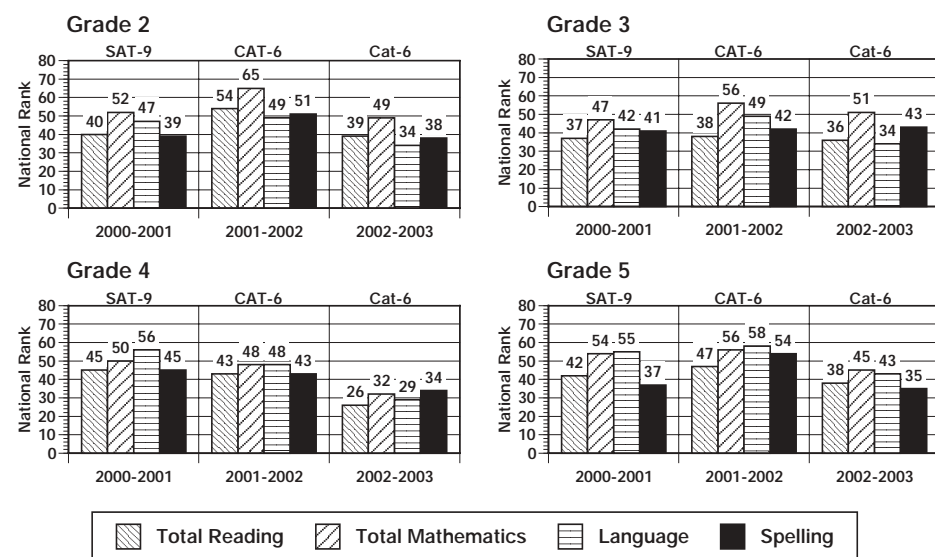 Grade 2
SAT-9 CAT-6 Cat-6
National Rank
80
70
60
50
40
30
20
10
0
40 52 47 39 54 65 49 51 39 49 34 38
2000-2001 2001-2002 2002-2003
Grade 3
SAT-9 CAT-6 Cat-6
National Rank
80
70
60
50
40
30
20
10
0
37 47 42 41 38 56 49 42 36 51 34 43
2000-2001 2001-2002 2002-2003
Grade 4
SAT-9 CAT-6 Cat-6
National Rank
80
70
60
50
40
30
20
10
0
45 50 56 45 43 48 48 43 26 32 29 34
2000-2001 2001-2002 2002-2003
Grade 5
SAT-9 CAT-6 Cat-6
National Rank
80
70
60
50
40
30
20
10
0
42 54 55 37 47 56 58 54 38 45 43 35
2000-2001 2001-2002 2002-2003
Total Reading Total Mathematics Language Spelling